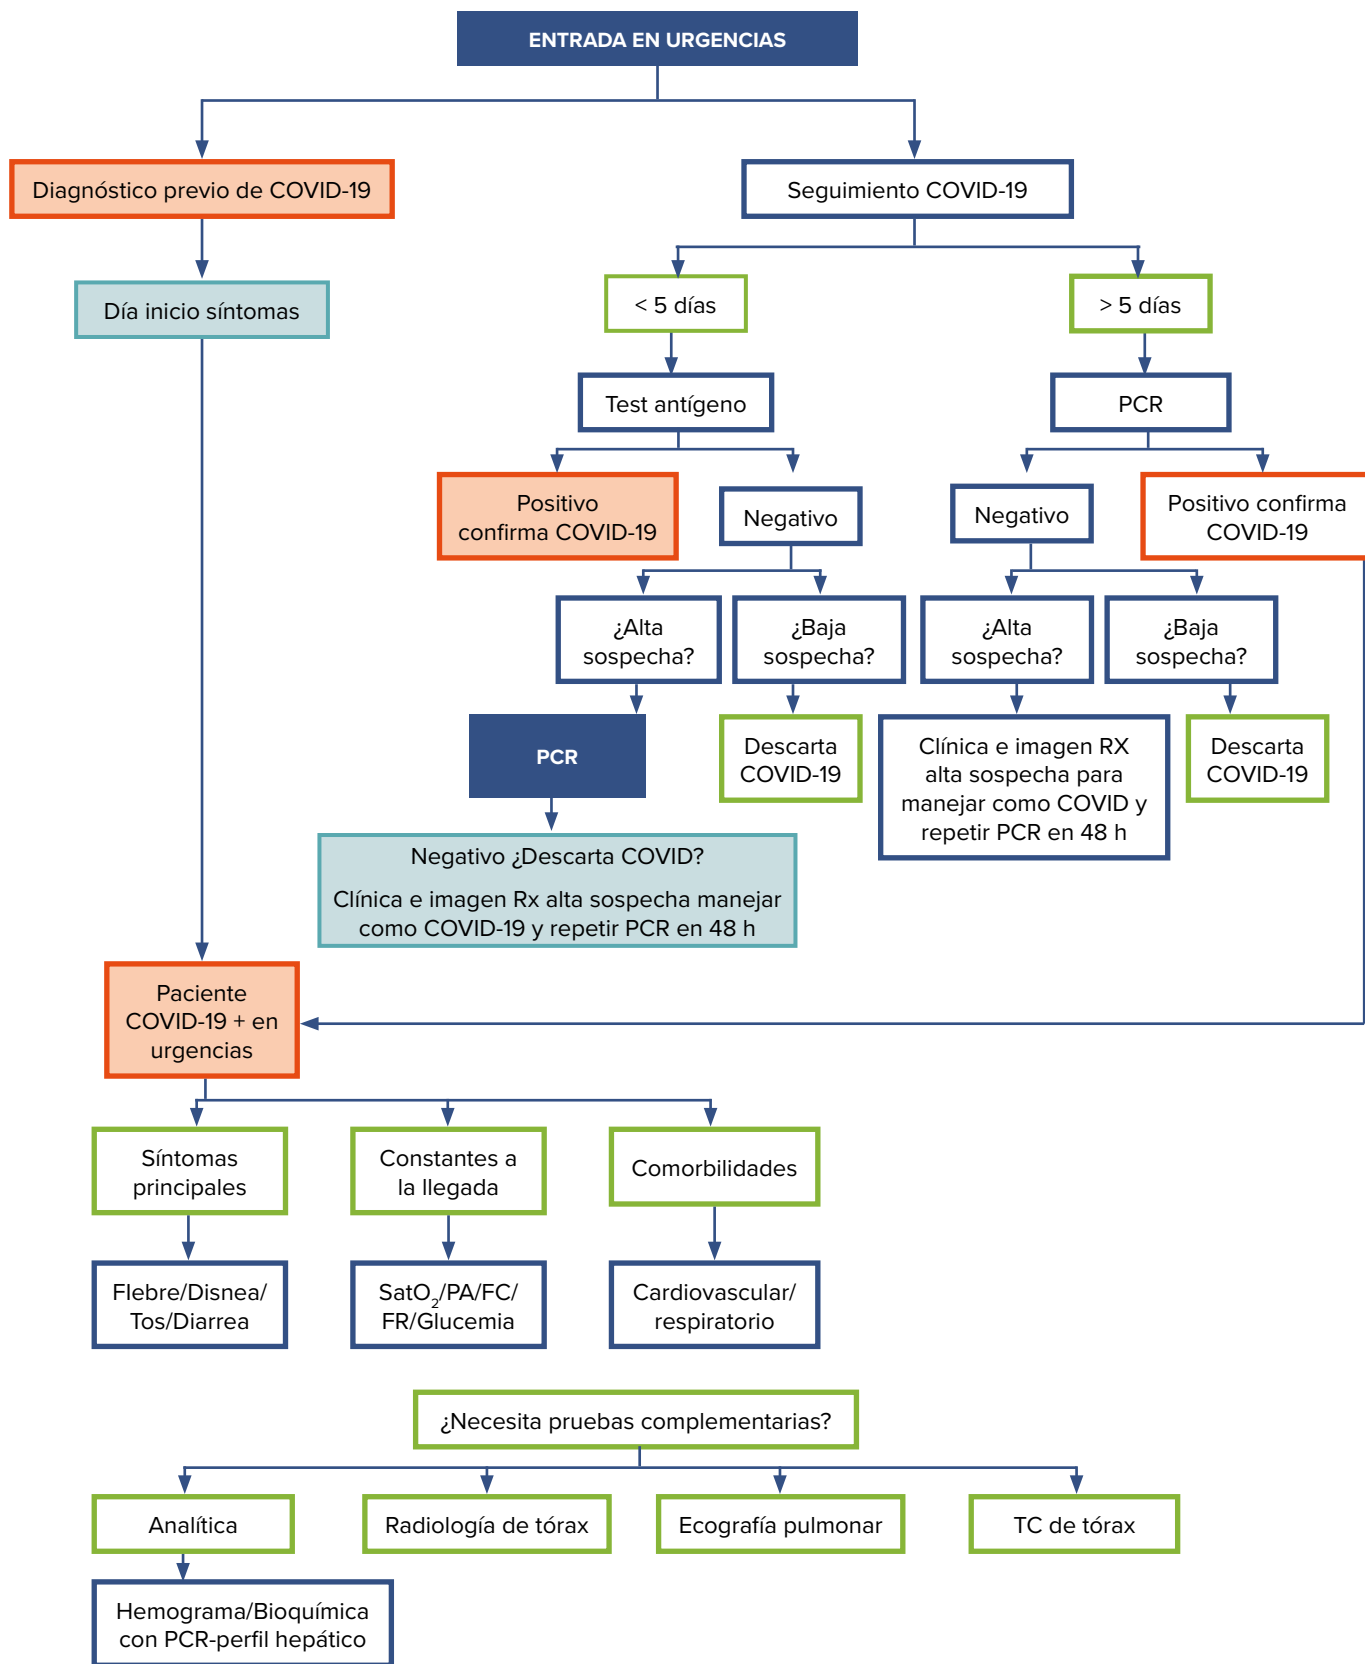 ENTRADA EN URGENCIAS
Diagnóstico previo de COVID-19
Seguimiento COVID-19
Día inicio síntomas
< 5 días
> 5 días
Test antígeno
PCR
Positivo
confirma COVID-19
Negativo
Negativo
Positivo confirma
COVID-19
¿Alta
sospecha?
¿Baja
sospecha?
¿Alta
sospecha?
¿Baja
sospecha?
PCR
Descarta
COVID-19
Clínica e imagen RX
alta sospecha para
manejar como COVID y
repetir PCR en 48 h
Descarta
COVID-19
Negativo ¿Descarta COVID?
Clínica e imagen Rx alta sospecha manejar
como COVID-19 y repetir PCR en 48 h
Paciente
COVID-19 + en
urgencias
Síntomas
principales
Constantes a
la llegada
Comorbilidades
FIebre/Disnea/
Tos/Diarrea
SatO₂/PA/FC/
FR/Glucemia
Cardiovascular/
respiratorio
¿Necesita pruebas complementarias?
Analítica
Radiología de tórax
Ecografía pulmonar
TC de tórax
Hemograma/Bioquímica
con PCR-perfil hepático